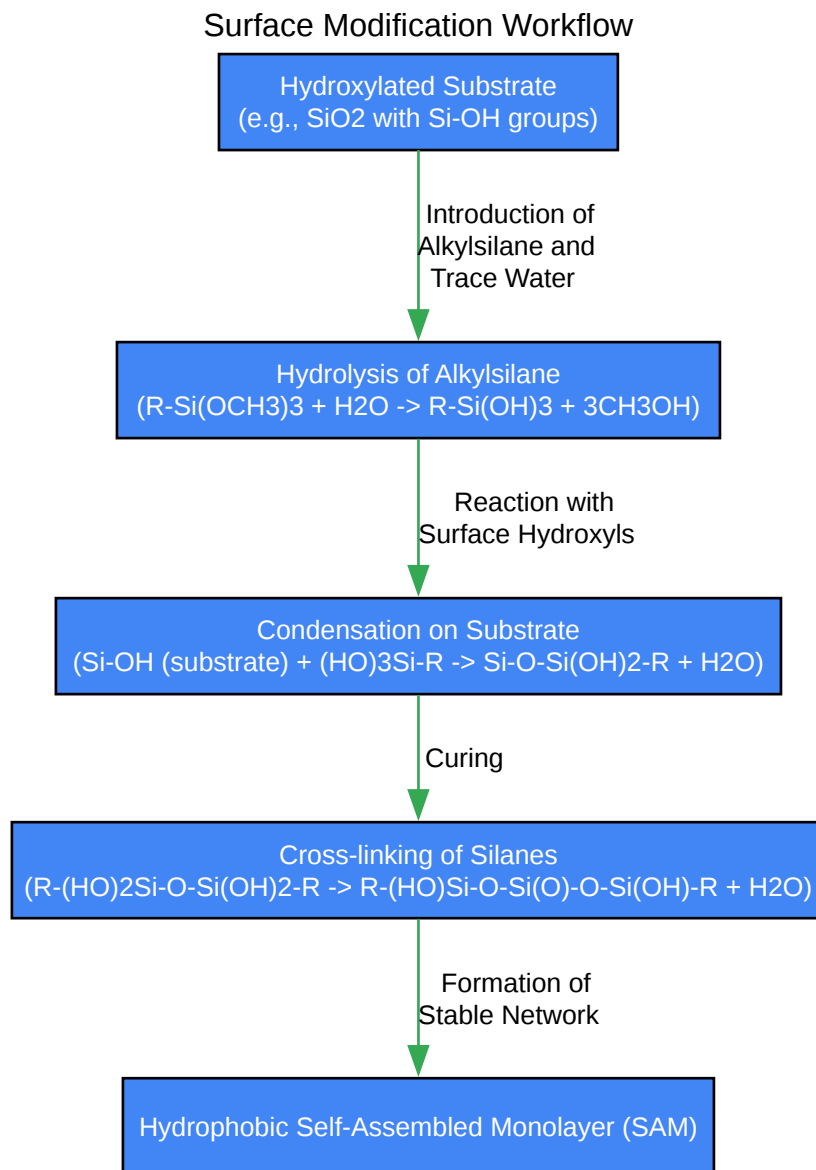 Surface Modification Workflow
Hydroxylated Substrate
(e.g., SiO2 with Si-OH groups)
Introduction of
Alkylsilane and
Trace Water
Hydrolysis of Alkylsilane
(R-Si(OCH3)3 + H2O -> R-Si(OH)3 + 3CH3OH)
Reaction with
Surface Hydroxyls
Condensation on Substrate
(Si-OH (substrate) + (HO)3Si-R -> Si-O-Si(OH)2-R + H2O)
Curing
Cross-linking of Silanes
(R-(HO)2Si-O-Si(OH)2-R -> R-(HO)Si-O-Si(O)-O-Si(OH)-R + H2O)
Formation of
Stable Network
Hydrophobic Self-Assembled Monolayer (SAM)